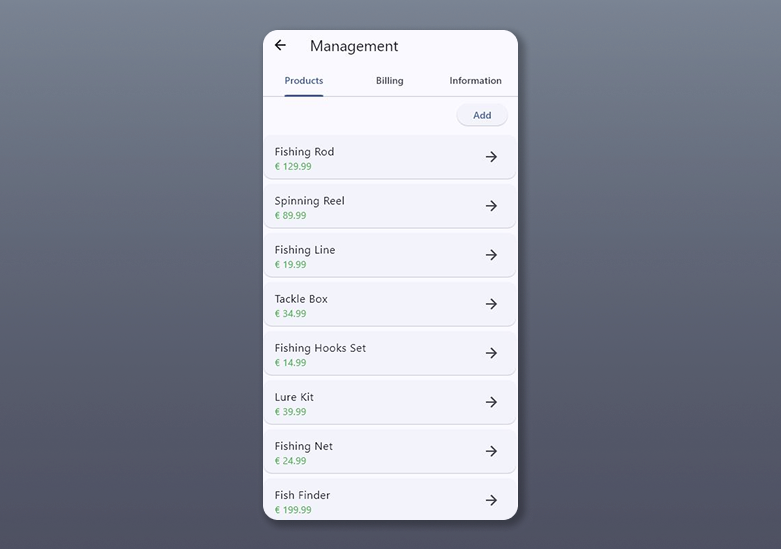 Management
Products Billing Information
Add
Fishing Rod
€ 129.99
Spinning Reel
€ 89.99
Fishing Line
€ 19.99
Tackle Box
€ 34.99
Fishing Hooks Set
€ 14.99
Lure Kit
€ 39.99
Fishing Net
€ 24.99
Fish Finder
€ 199.99